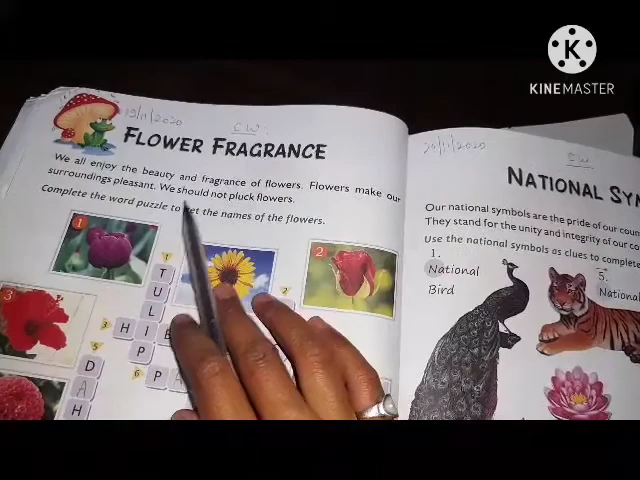 KINEMASTER
19/11/2020 CW:
FLOWER FRAGRANCE
We all enjoy the beauty and fragrance of flowers. Flowers make our
surroundings pleasant. We should not pluck flowers.
Complete the word puzzle to get the names of the flowers.
1
2
3
1
T
U
L
I
P
2
3 H I B
5
D
A
H
6 P A
20/11/2020 CW
NATIONAL SY
Our national symbols are the pride of our
They stand for the unity and integrity of our
Use the national symbols as clues to complete
1.
National
Bird
5.
National